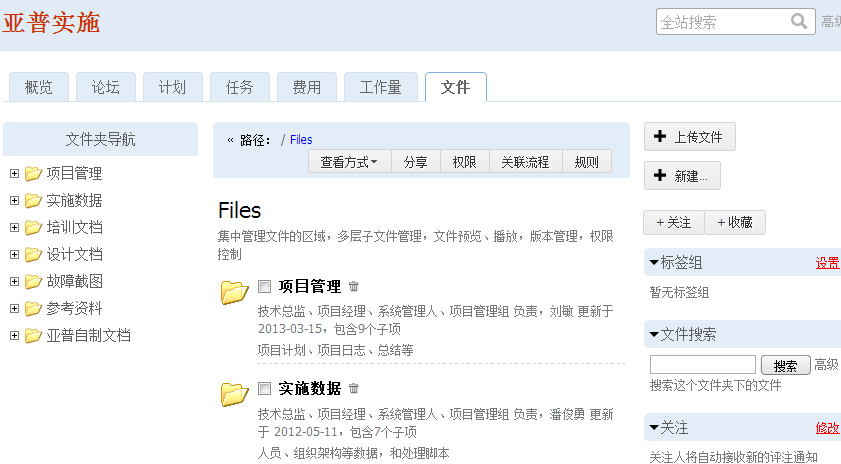 亚普实施
全站搜索
高级
概览
论坛
计划
任务
费用
工作量
文件
文件夹导航
项目管理
实施数据
培训文档
设计文档
故障截图
参考资料
亚普自制文档
« 路径: / Files
查看方式
分享
权限
关联流程
规则
Files
集中管理文件的区域,多层子文件管理,文件预览、播放,版本管理,权限
控制
项目管理
技术总监、项目经理、系统管理人、项目管理组 负责,刘敏 更新于
2013-03-15,包含9个子项
项目计划、项目日志、总结等
实施数据
技术总监、项目经理、系统管理人、项目管理组 负责,潘俊勇 更新
于 2012-05-11,包含7个子项
人员、组织架构等数据,和处理脚本
上传文件
新建...
+ 关注
+ 收藏
标签组
设置
暂无标签组
文件搜索
搜索
高级
搜索这个文件夹下的文件
关注
修改
关注人将自动接收新的评注通知